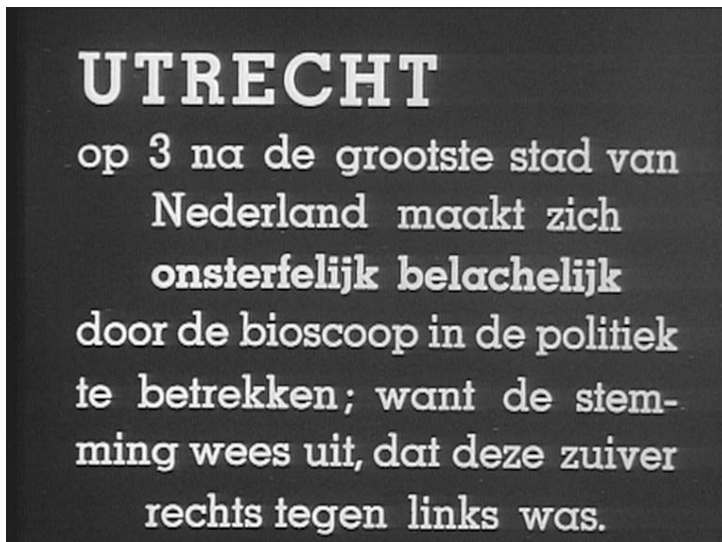 UTRECHT
op 3 na de grootste stad van
Nederland maakt zich
onsterfelijk belachelijk
door de bioscoop in de politiek
te betrekken; want de stem-
ming wees uit, dat deze zuiver
rechts tegen links was.